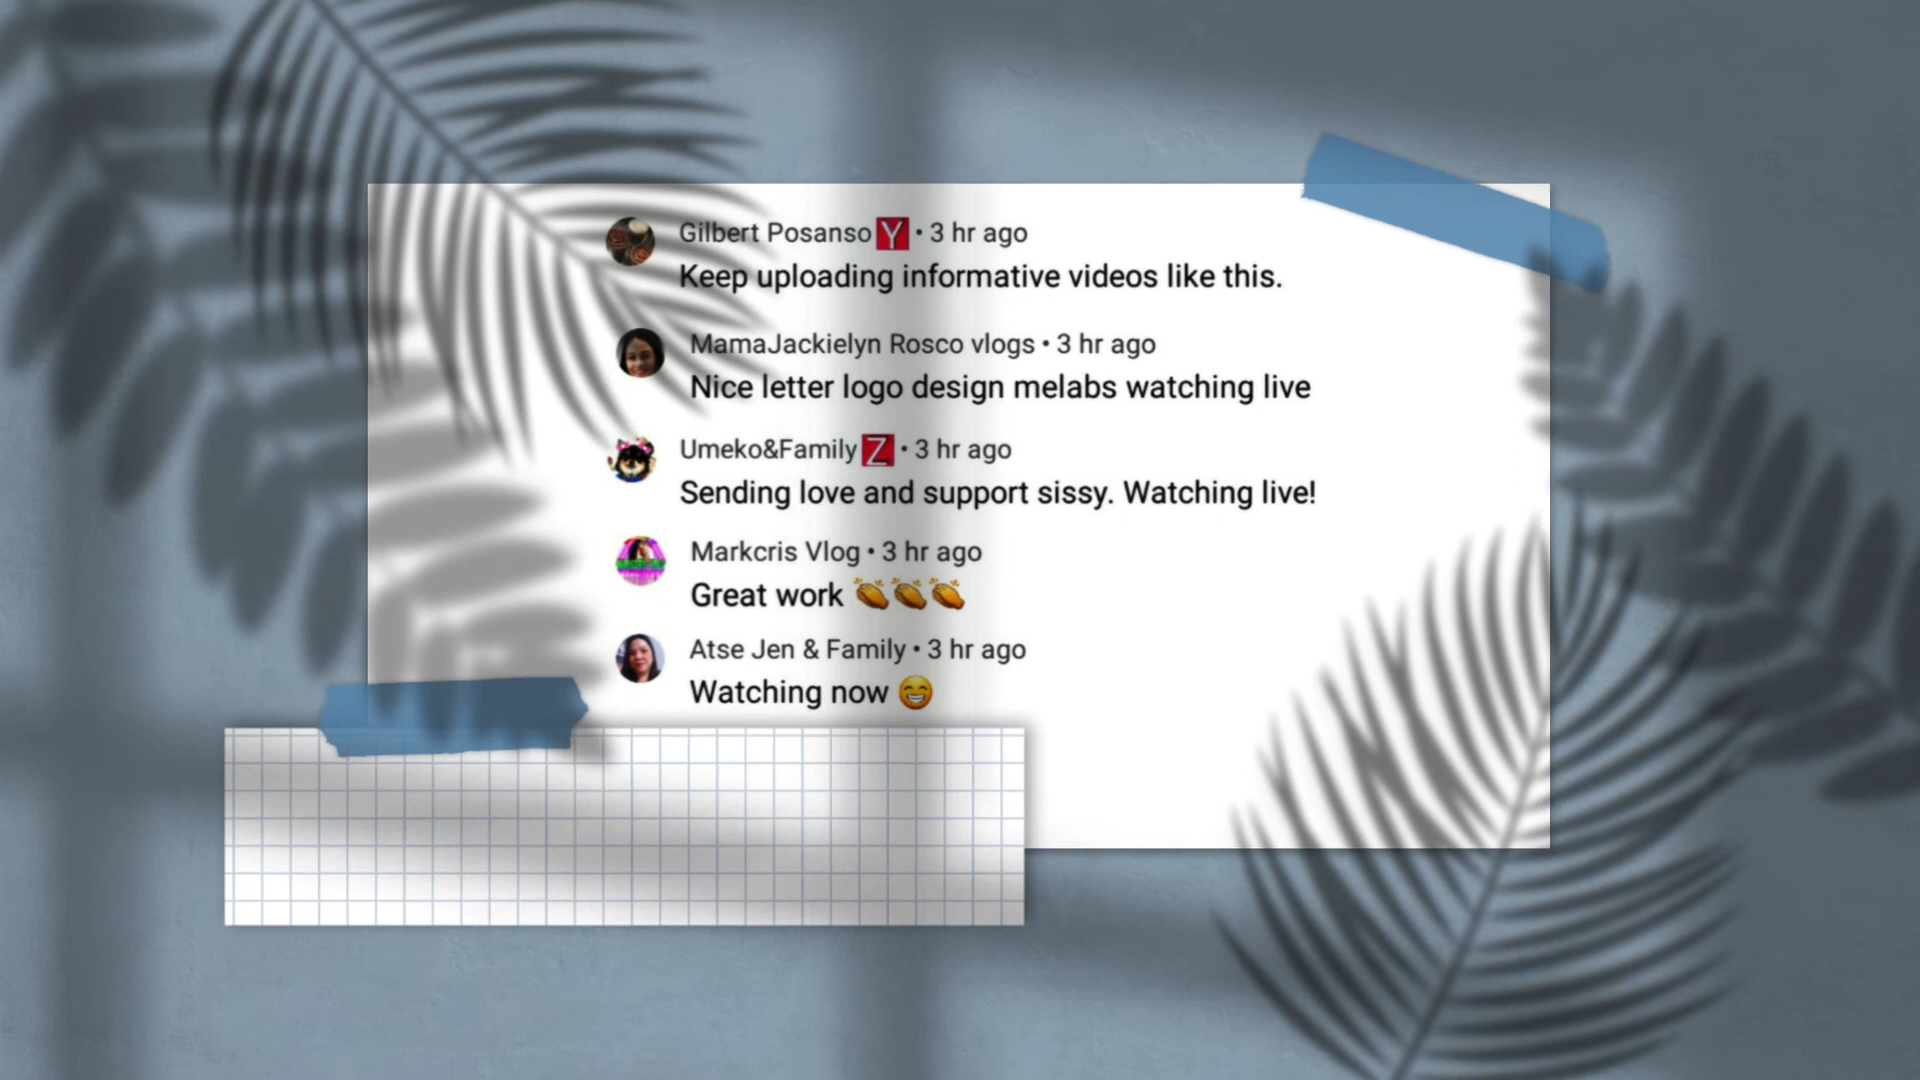 Gilbert Posanso Y • 3 hr ago
Keep uploading informative videos like this.
MamaJackielyn Rosco vlogs • 3 hr ago
Nice letter logo design melabs watching live
Umeko&Family Z • 3 hr ago
Sending love and support sissy. Watching live!
Markcris Vlog • 3 hr ago
Great work 👏👏👏
Atse Jen & Family • 3 hr ago
Watching now 😁